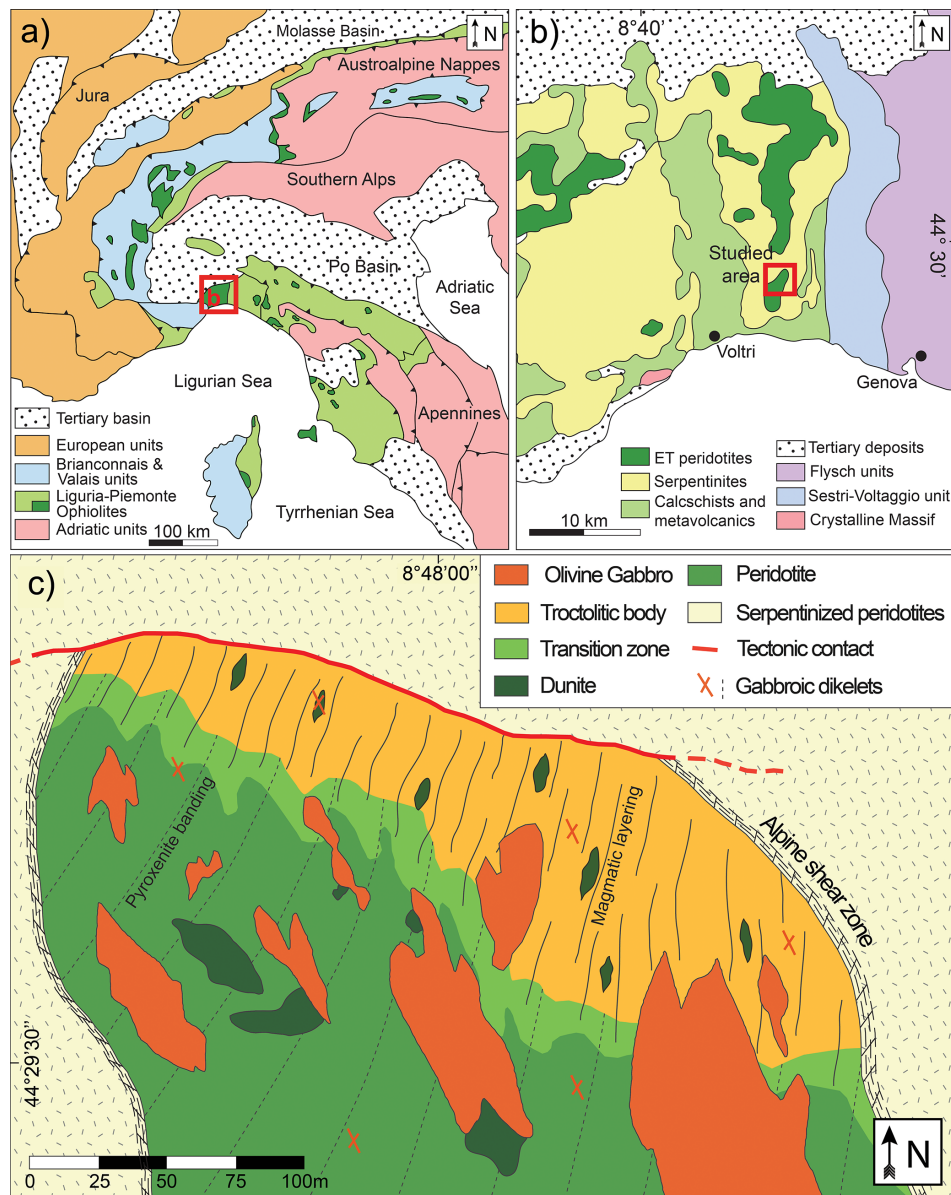 a)
N
Molasse Basin
Austroalpine Nappes
Jura
Southern Alps
Po Basin
b
Adriatic
Sea
Ligurian Sea
Apennines
Tyrrhenian Sea
Tertiary basin
European units
Brianconnais &
Valais units
Liguria-Piemonte
Ophiolites
Adriatic units
100 km
b)
8°40'
N
44° 30'
Studied
area
Voltri
Genova
ET peridotites
Serpentinites
Calcschists and
metavolcanics
Tertiary deposits
Flysch units
Sestri-Voltaggio unit
Crystalline Massif
10 km
c)
8°48'00"
Olivine Gabbro
Troctolitic body
Transition zone
Dunite
Peridotite
Serpentinized peridotites
Tectonic contact
Gabbroic dikelets
Pyroxenite banding
Magmatic layering
Alpine shear zone
44°29'30"
0 25 50 75 100m
N